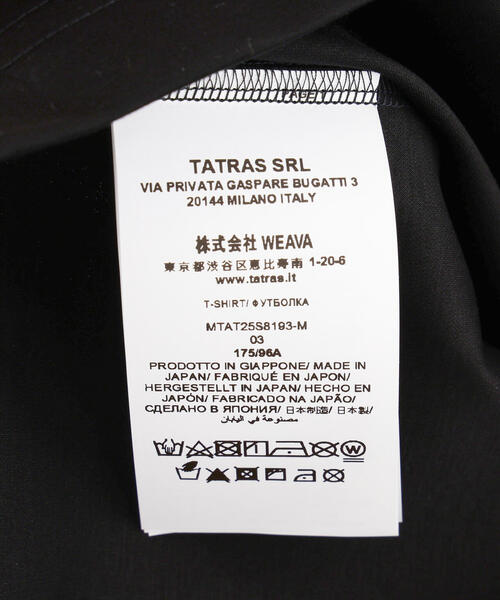 PAGE 1
TATRAS SRL
VIA PRIVATA GASPARE BUGATTI 3
20144 MILANO ITALY
株式会社 WEAVA
東京都渋谷区恵比寿南 1-20-6
www.tatras.it
T-SHIRT/ ФУТБОЛКА
MTAT25S8193-M
03
175/96A
PRODOTTO IN GIAPPONE/ MADE IN
JAPAN/ FABRIQUÉ EN JAPON/
HERGESTELLT IN JAPAN/ HECHO EN
JAPÓN/ FABRICADO NA JAPÃO/
СДЕЛАНО В ЯПОНИЯ/ 日本制造/ 日本製/
مصنوعة في اليابان